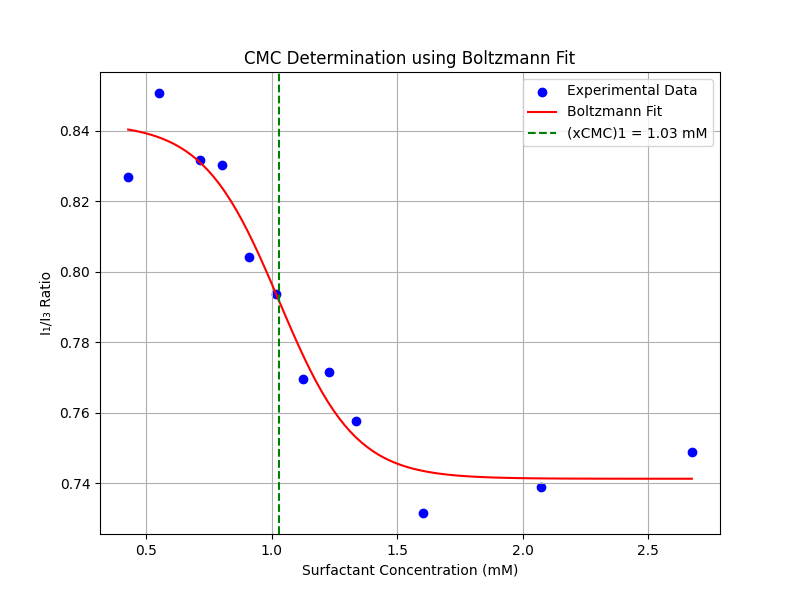 CMC Determination using Boltzmann Fit
Experimental Data
Boltzmann Fit
(xCMC)1 = 1.03 mM
I₁/I₃ Ratio
0.84
0.82
0.80
0.78
0.76
0.74
0.5
1.0
1.5
2.0
2.5
Surfactant Concentration (mM)